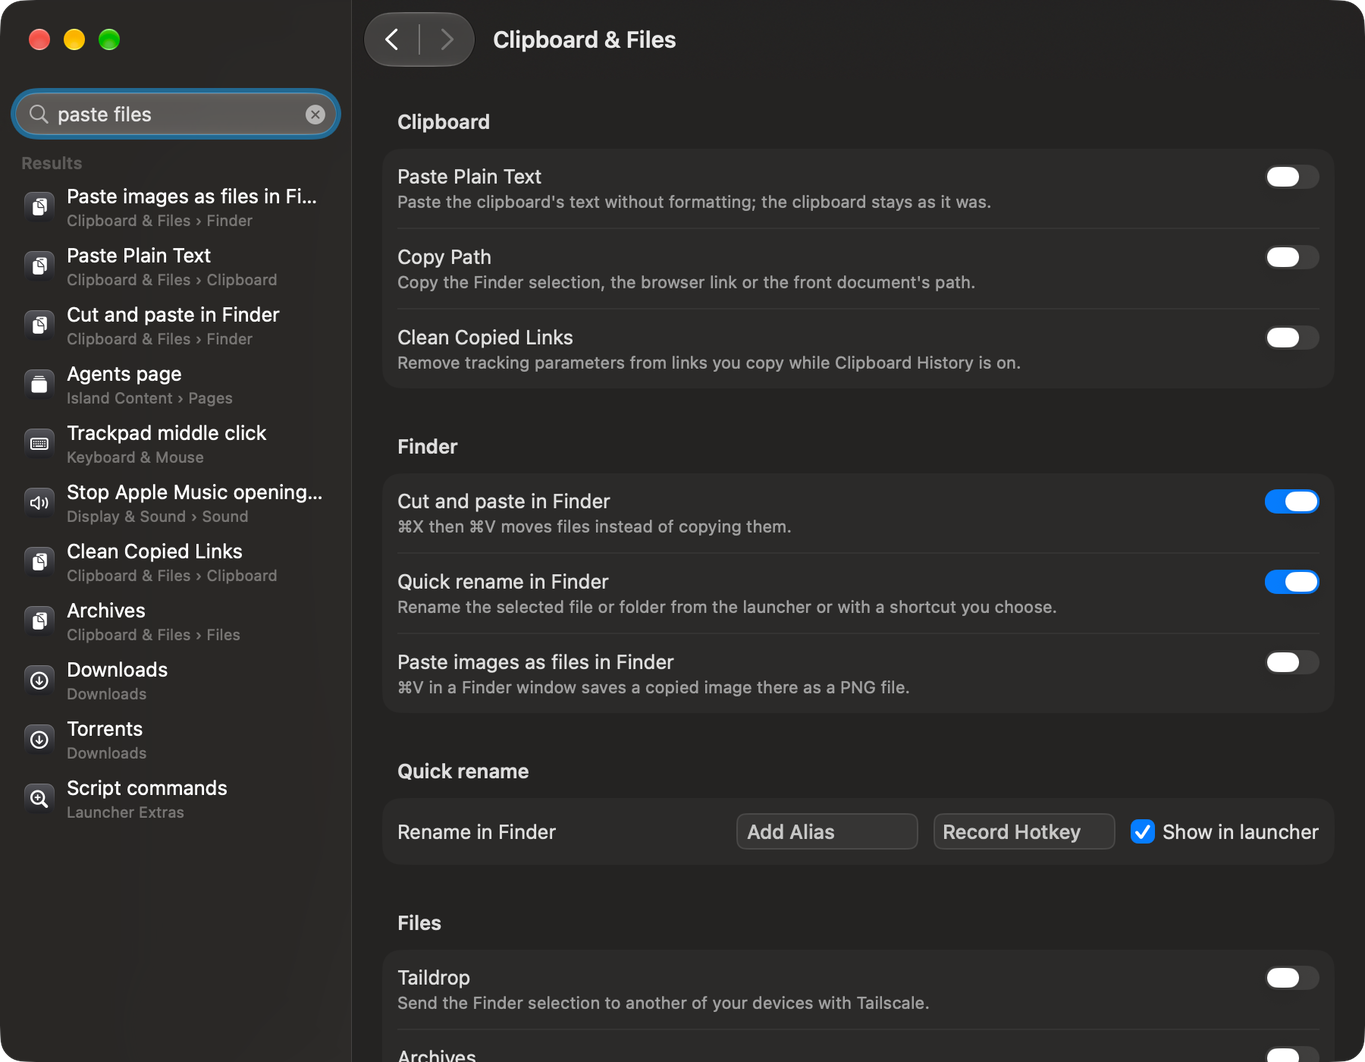 Clipboard & Files
paste files
Results
Paste images as files in Fi...
Clipboard & Files › Finder
Paste Plain Text
Clipboard & Files › Clipboard
Cut and paste in Finder
Clipboard & Files › Finder
Agents page
Island Content › Pages
Trackpad middle click
Keyboard & Mouse
Stop Apple Music opening...
Display & Sound › Sound
Clean Copied Links
Clipboard & Files › Clipboard
Archives
Clipboard & Files › Files
Downloads
Downloads
Torrents
Downloads
Script commands
Launcher Extras
Clipboard
Paste Plain Text
Paste the clipboard's text without formatting; the clipboard stays as it was.
Copy Path
Copy the Finder selection, the browser link or the front document's path.
Clean Copied Links
Remove tracking parameters from links you copy while Clipboard History is on.
Finder
Cut and paste in Finder
⌘X then ⌘V moves files instead of copying them.
Quick rename in Finder
Rename the selected file or folder from the launcher or with a shortcut you choose.
Paste images as files in Finder
⌘V in a Finder window saves a copied image there as a PNG file.
Quick rename
Rename in Finder Add Alias Record Hotkey Show in launcher
Files
Taildrop
Send the Finder selection to another of your devices with Tailscale.
Archives